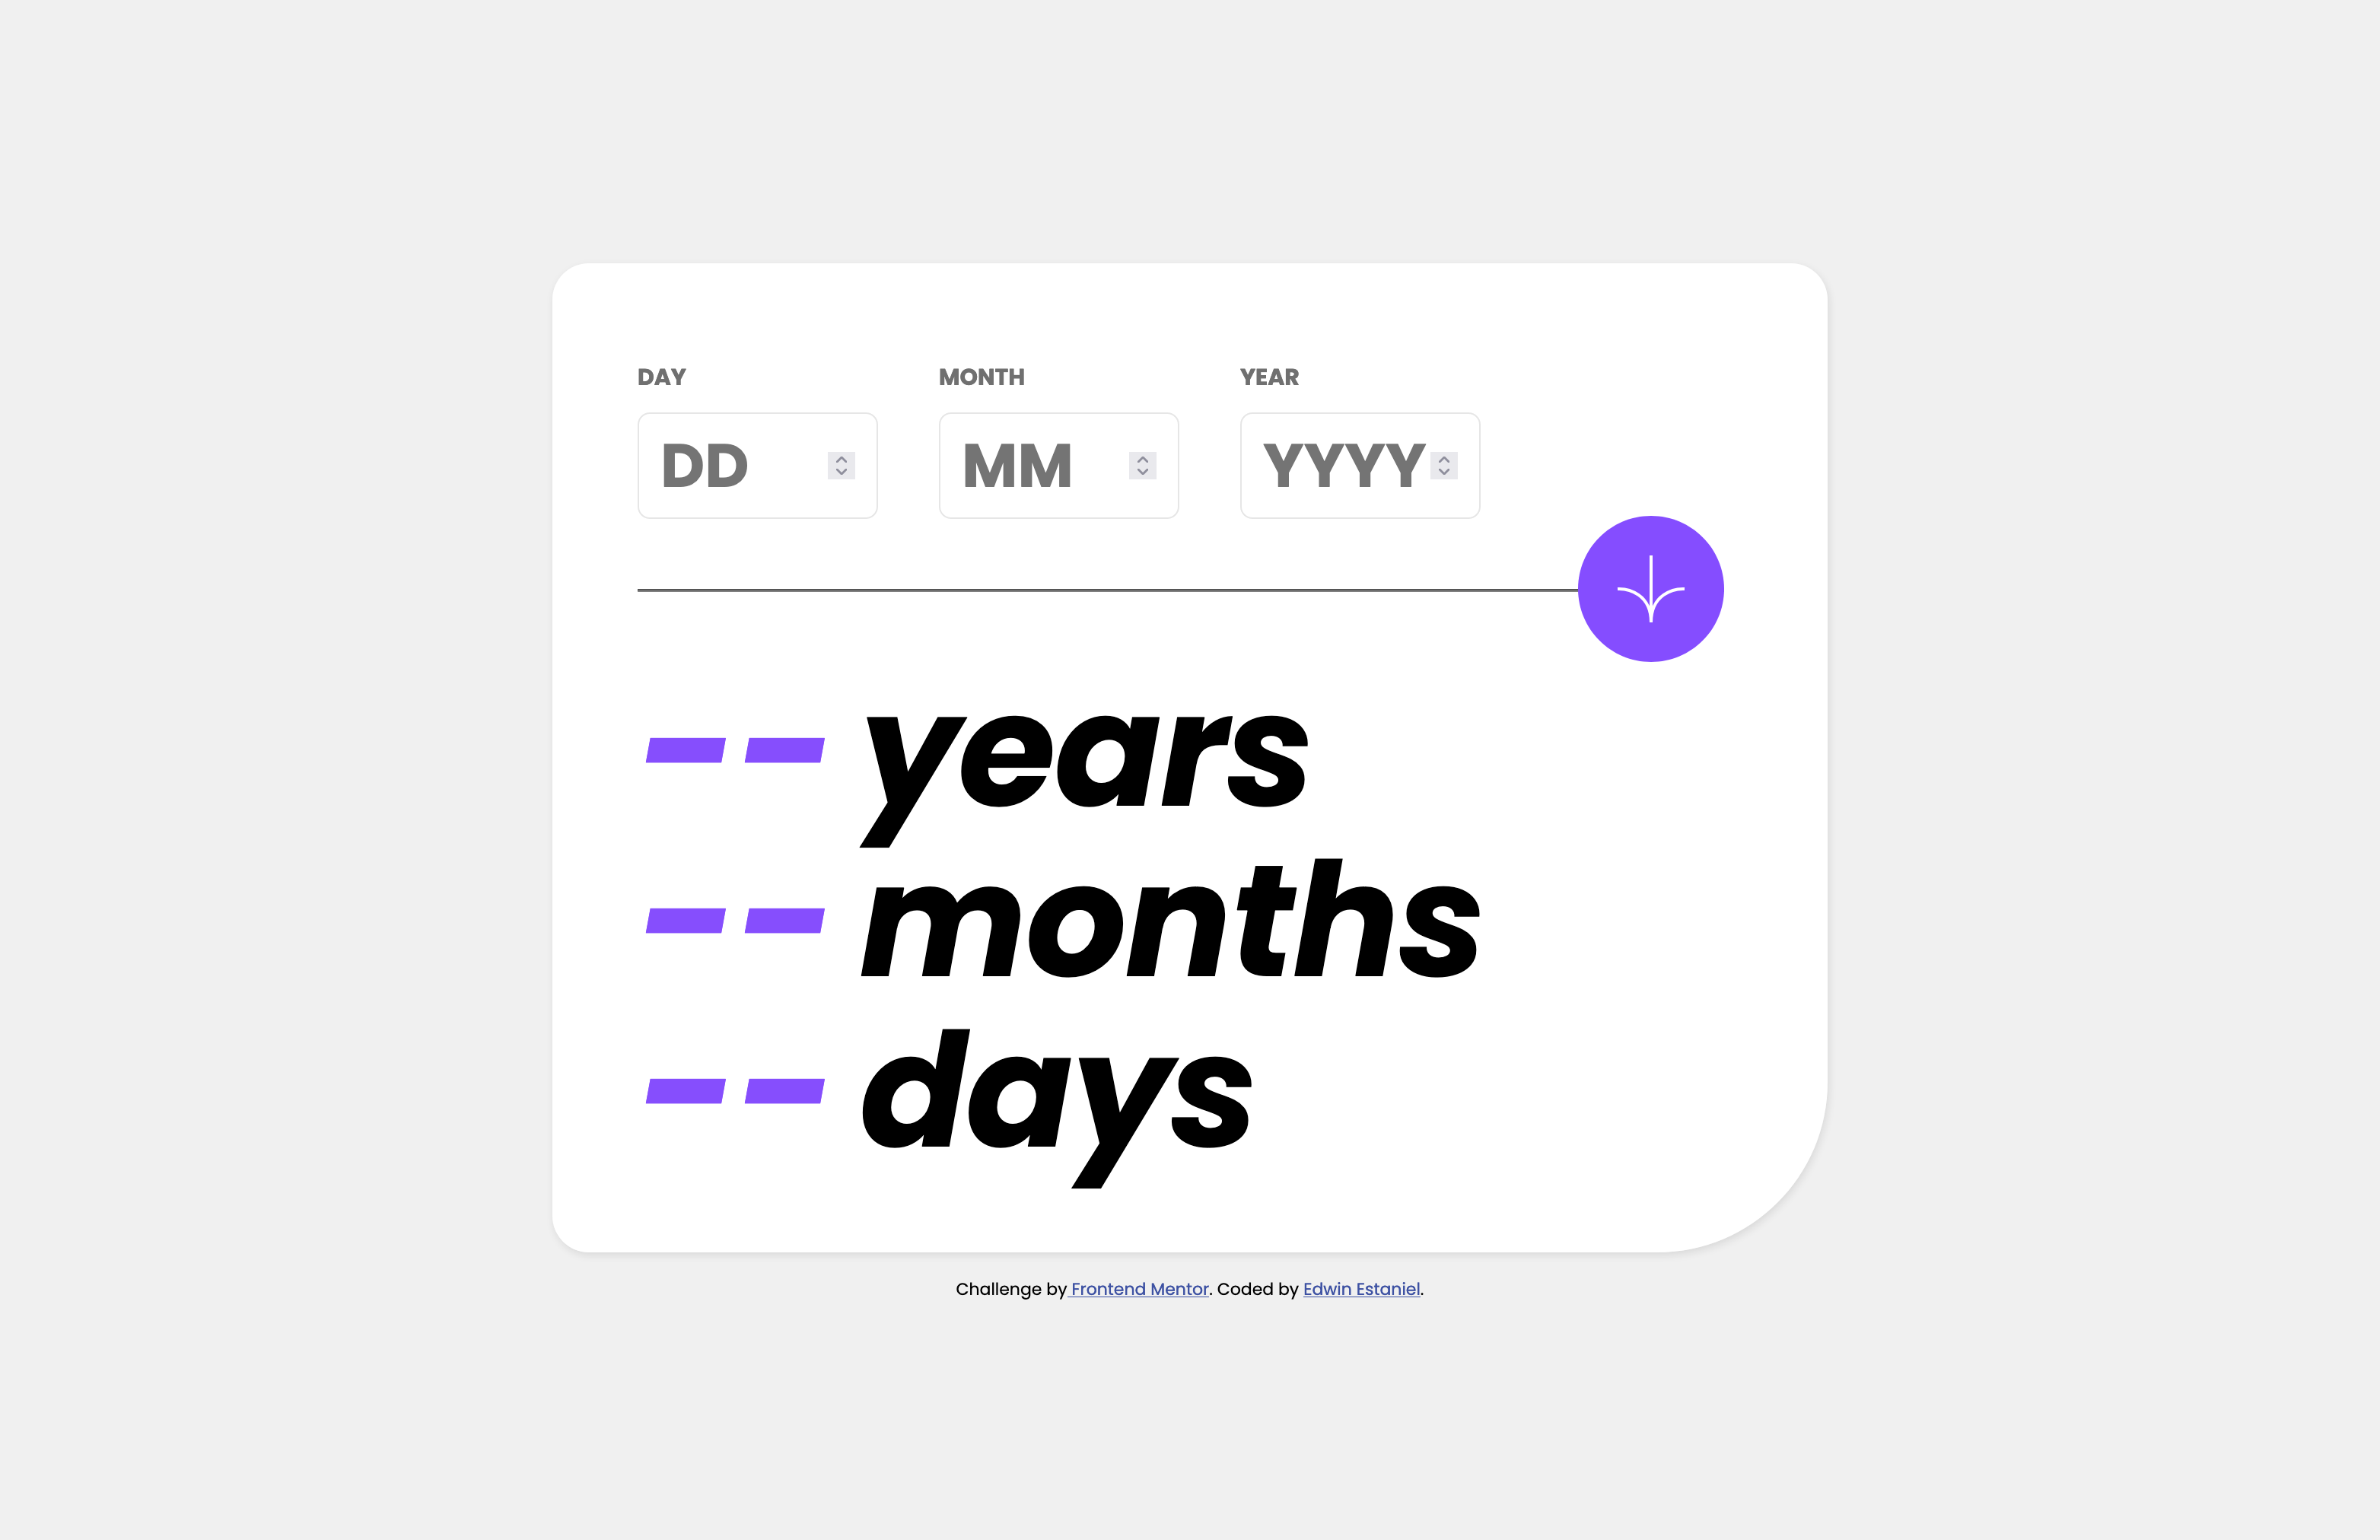 DAY MONTH YEAR
DD MM YYYY
-- years
-- months
-- days
Challenge by Frontend Mentor. Coded by Edwin Estaniel.